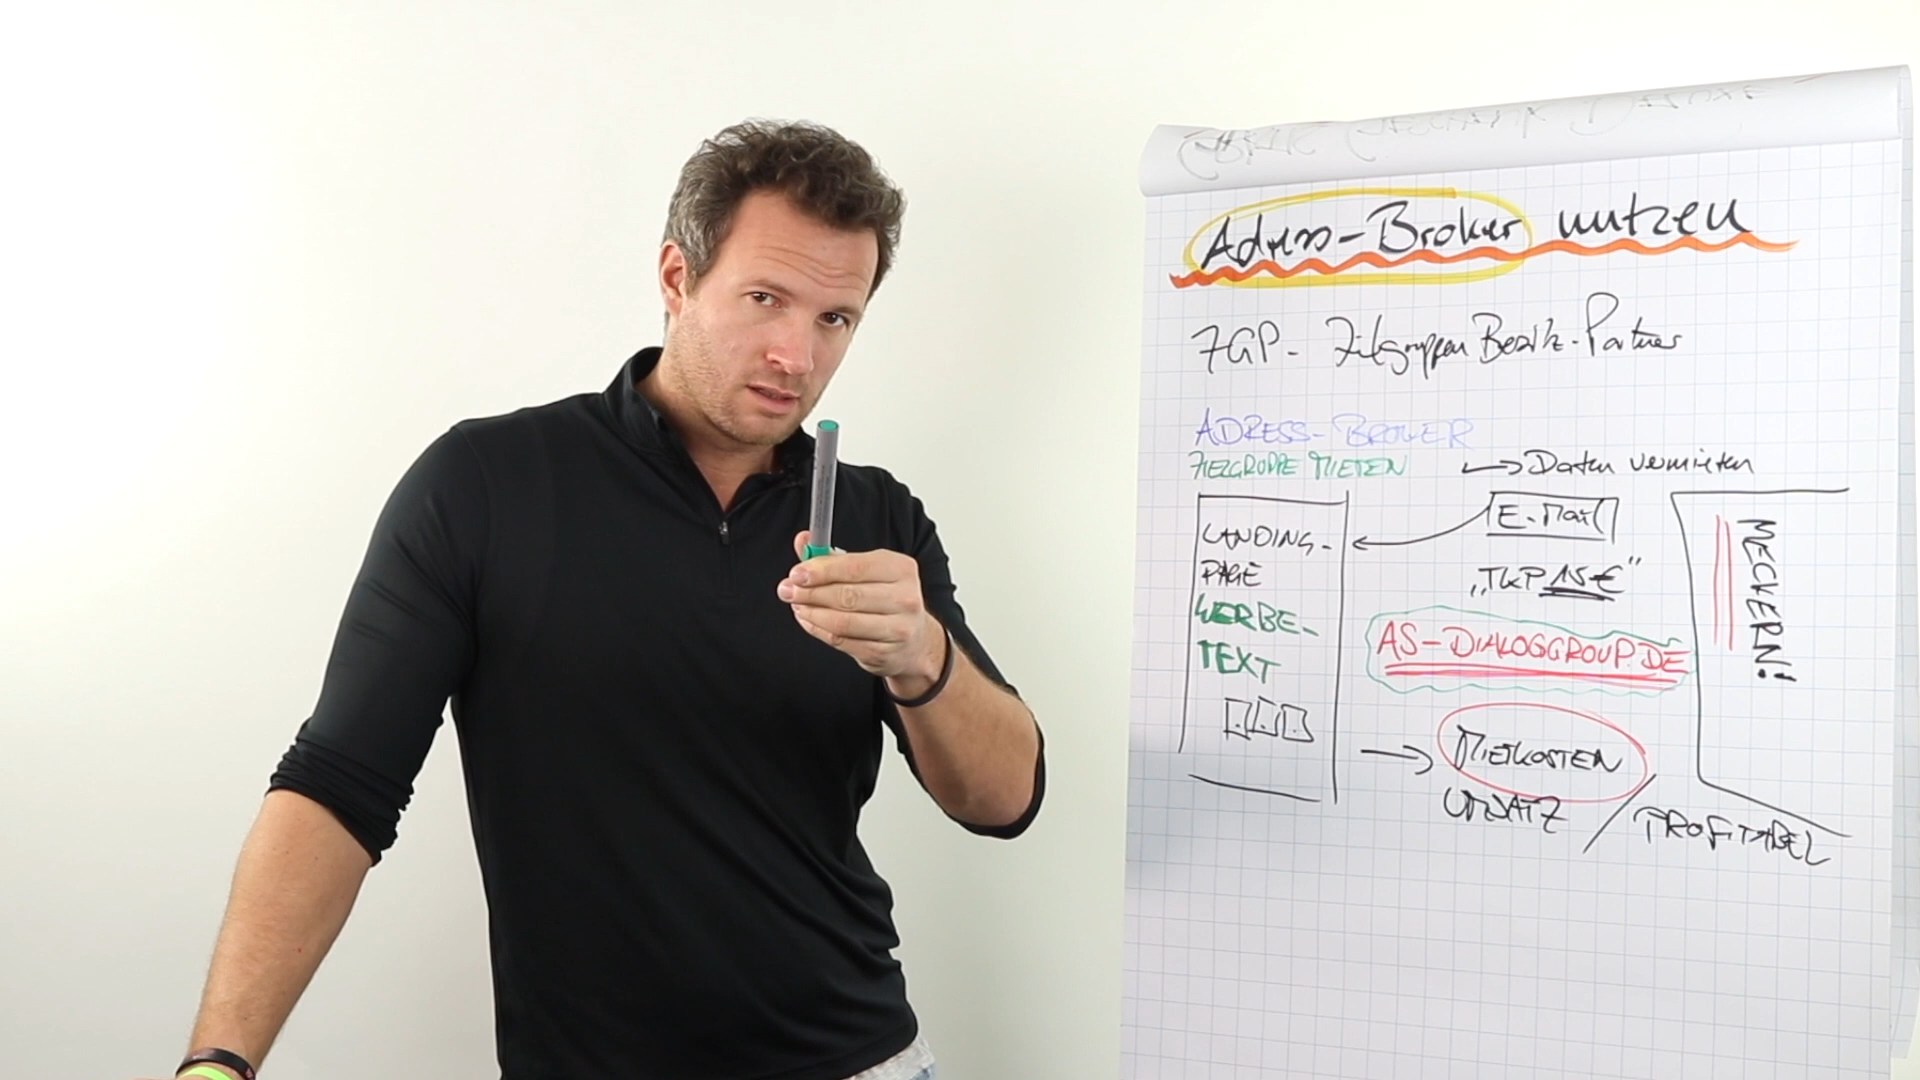 Adress-Broker nutzen
ZGP - Zielgruppen Besitz-Partner
ADRESS-BROKER
ZIELGRUPPE MIETEN
→ Daten vermieten
E-Mail
LANDING-
PAGE
WERBE-
TEXT
„TKP 15€"
AS-DIALOGGROUP.DE
MECKERN!
→ MIETKOSTEN
UMSATZ / PROFITABEL